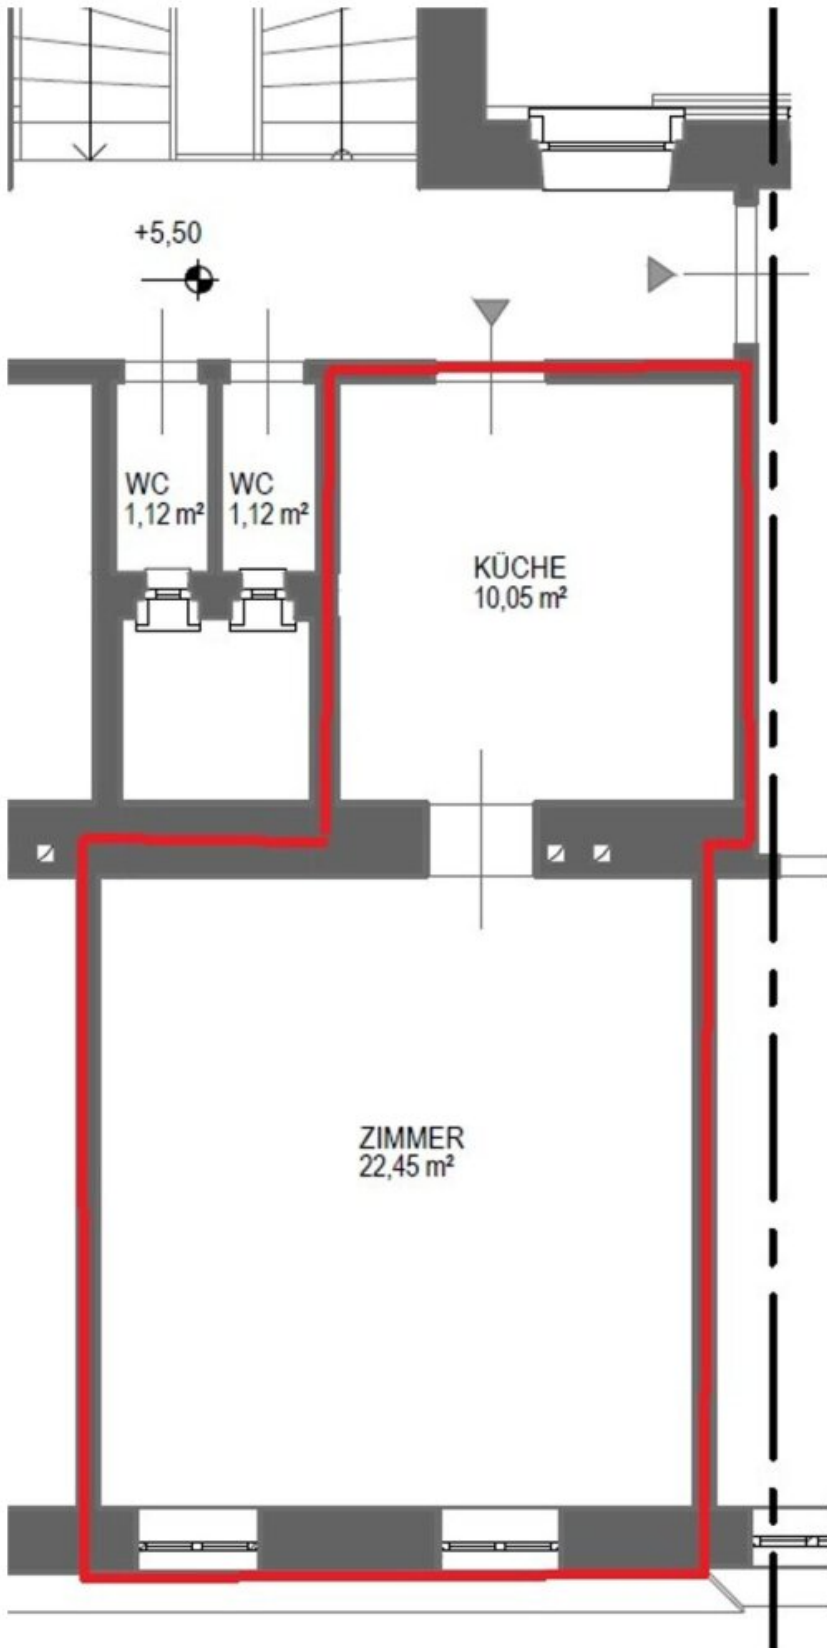 +5,50
WC
1,12 m²
WC
1,12 m²
KÜCHE
10,05 m²
ZIMMER
22,45 m²